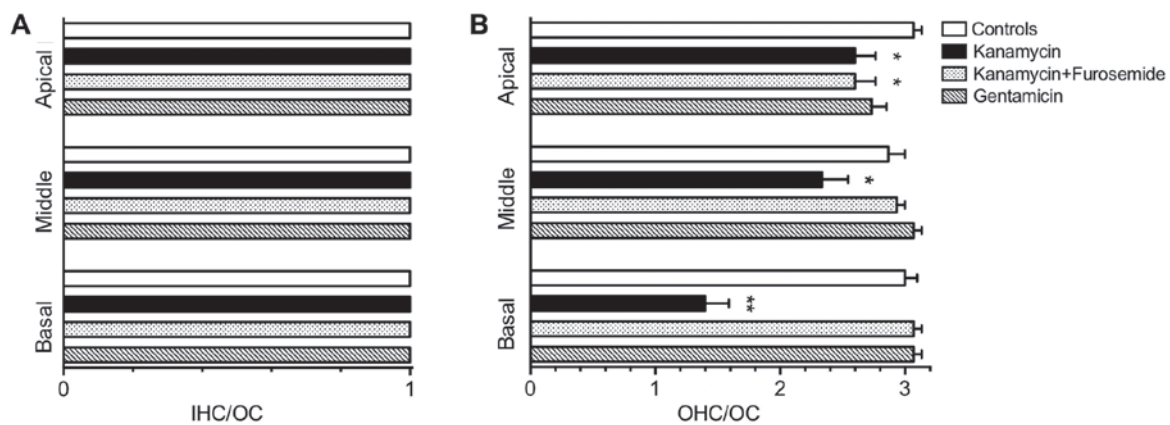 A
Apical
Middle
Basal
0
1
IHC/OC
B
Apical
*
*
Middle
*
Basal
**
0
1
2
3
OHC/OC
Controls
Kanamycin
Kanamycin+Furosemide
Gentamicin